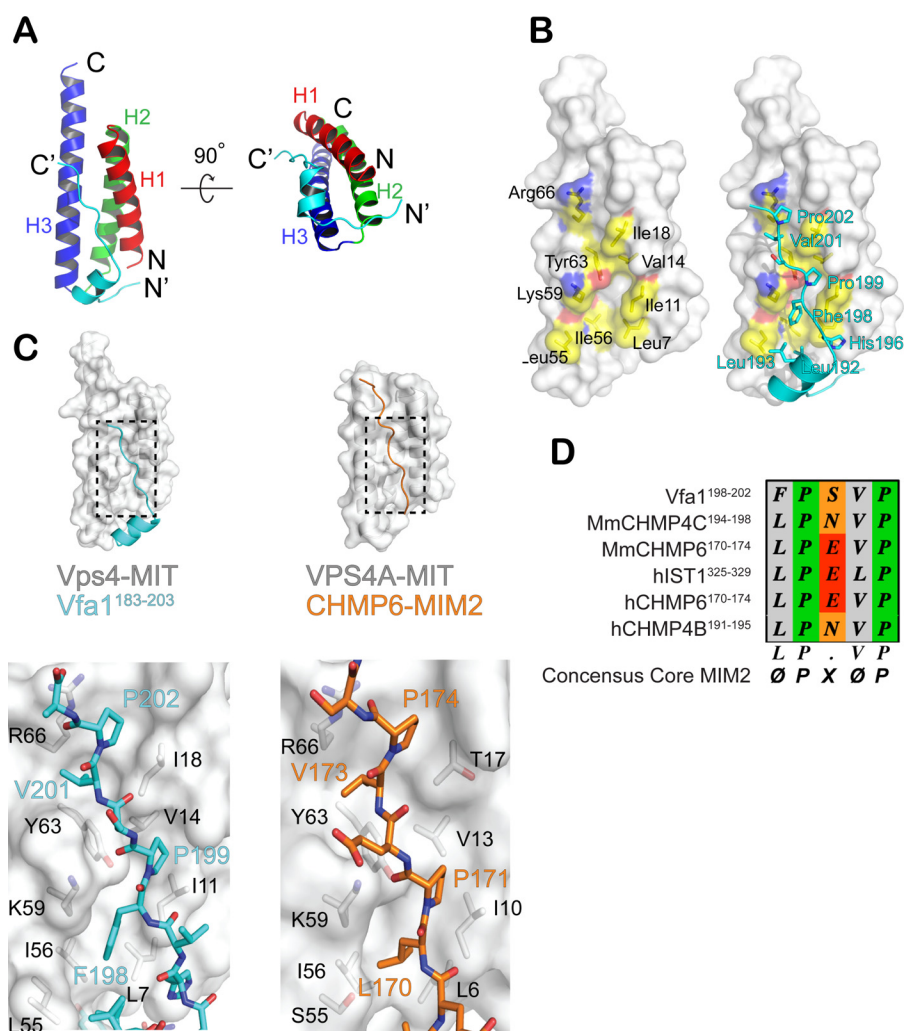 A
C
H2
C'
H1
H3
N
N'
90°
H1
C
C'
N
H2
H3
N'
B
Arg66
Ile18
Tyr63
Val14
Lys59
Ile11
Ile56
Leu55
Leu7
Pro202
Val201
Pro199
Phe198
His196
Leu193
Leu192
C
Vps4-MIT
Vfa1¹⁸³⁻²⁰³
VPS4A-MIT
CHMP6-MIM2
P202
R66
I18
V201
V14
Y63
P199
I11
K59
I56
F198
L7
L55
P174
R66
T17
V173
Y63
V13
P171
K59
I10
I56
L170
L6
S55
D
Vfa1¹⁹⁸⁻²⁰² F P S V P
MmCHMP4C¹⁹⁴⁻¹⁹⁸ L P N V P
MmCHMP6¹⁷⁰⁻¹⁷⁴ L P E V P
hIST1³²⁵⁻³²⁹ L P E L P
hCHMP6¹⁷⁰⁻¹⁷⁴ L P E V P
hCHMP4B¹⁹¹⁻¹⁹⁵ L P N V P
L P . V P
Consensus Core MIM2 Ø P X Ø P